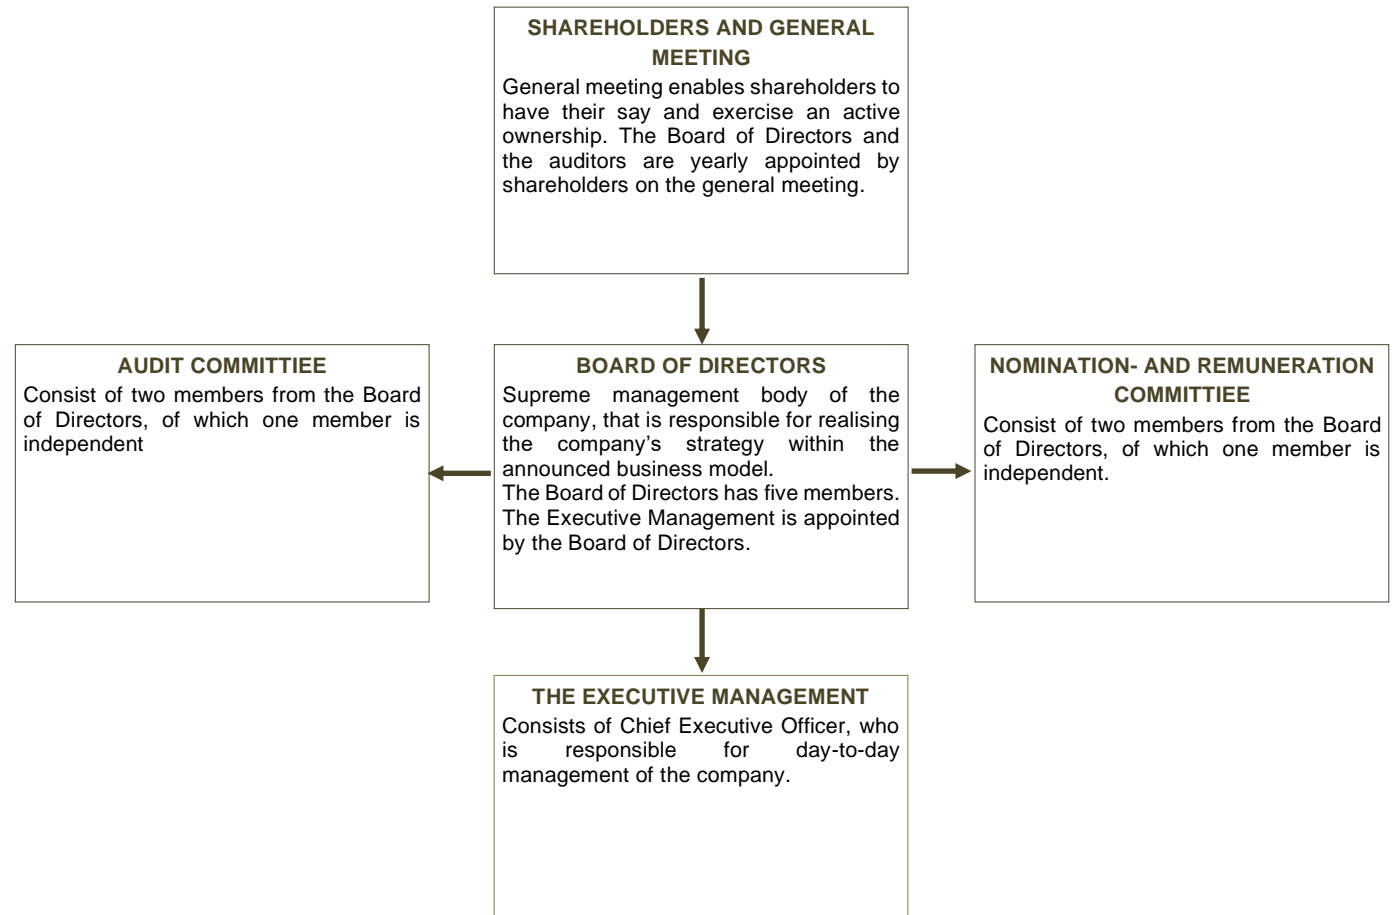 SHAREHOLDERS AND GENERAL
MEETING
General meeting enables shareholders to
have their say and exercise an active
ownership. The Board of Directors and
the auditors are yearly appointed by
shareholders on the general meeting.
AUDIT COMMITTIEE
Consist of two members from the Board
of Directors, of which one member is
independent
BOARD OF DIRECTORS
Supreme management body of the
company, that is responsible for realising
the company’s strategy within the
announced business model.
The Board of Directors has five members.
The Executive Management is appointed
by the Board of Directors.
NOMINATION- AND REMUNERATION
COMMITTIEE
Consist of two members from the Board
of Directors, of which one member is
independent.
THE EXECUTIVE MANAGEMENT
Consists of Chief Executive Officer, who
is responsible for day-to-day
management of the company.